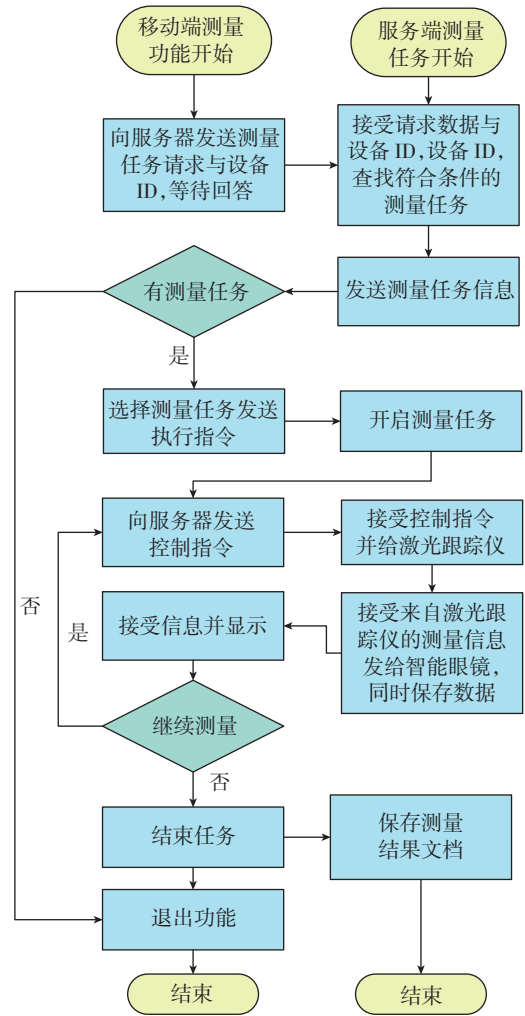 移动端测量
功能开始
服务端测量
任务开始
向服务器发送测量
任务请求与设备
ID,等待回答
接受请求数据与
设备 ID,设备 ID,
查找符合条件的
测量任务
有测量任务
发送测量任务信息
是
选择测量任务发送
执行指令
开启测量任务
向服务器发送
控制指令
接受控制指令
并给激光跟踪仪
否
是
接受信息并显示
接受来自激光跟
踪仪的测量信息
发给智能眼镜,
同时保存数据
继续测量
否
结束任务
保存测量
结果文档
退出功能
结束
结束